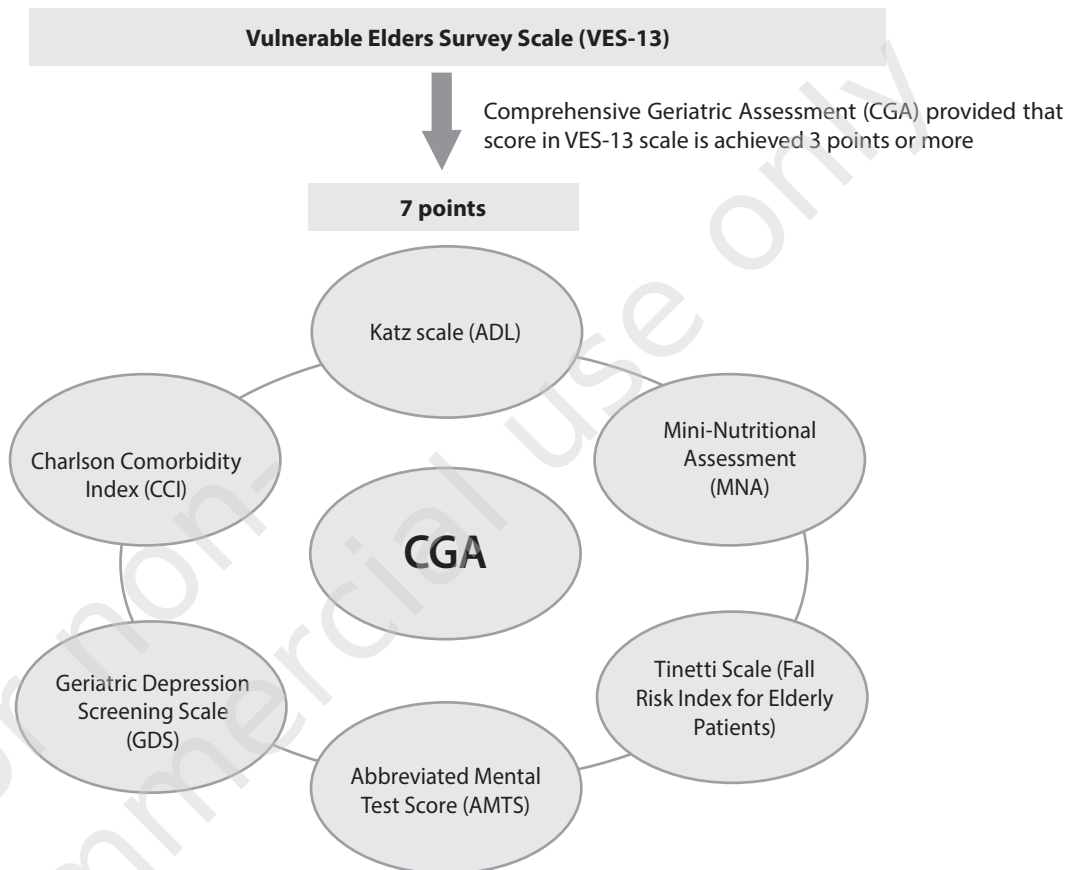 Vulnerable Elders Survey Scale (VES-13)
Comprehensive Geriatric Assessment (CGA) provided that
score in VES-13 scale is achieved 3 points or more
7 points
Katz scale (ADL)
Mini-Nutritional
Assessment
(MNA)
Charlson Comorbidity
Index (CCI)
CGA
Tinetti Scale (Fall
Risk Index for Elderly
Patients)
Geriatric Depression
Screening Scale
(GDS)
Abbreviated Mental
Test Score (AMTS)
use only